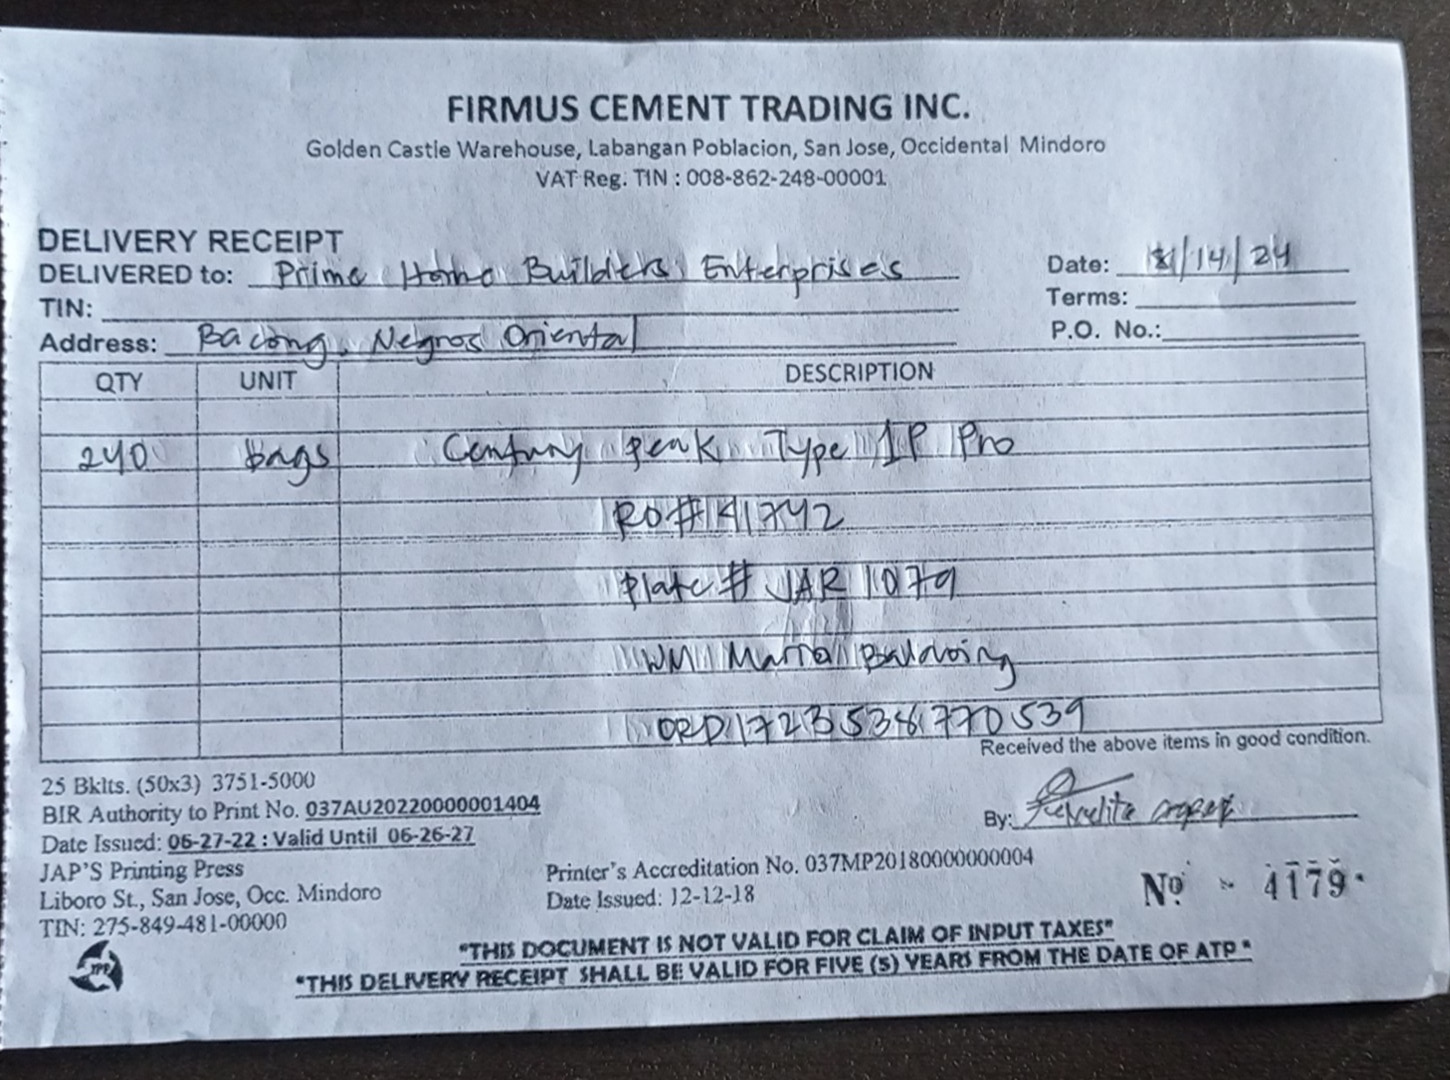 FIRMUS CEMENT TRADING INC.
Golden Castle Warehouse, Labangan Poblacion, San Jose, Occidental Mindoro
VAT Reg. TIN : 008-862-248-00001
DELIVERY RECEIPT
DELIVERED to: Prime Home Builders Enterprises
Date: 8/14/24
TIN:
Terms:
Address: Bacong, Negros Oriental
P.O. No.:
QTY UNIT DESCRIPTION
240 bags Century Peak Type 1P Pro
RO# 141742
Plate # JAR 1079
WM Maria
ORD1723538770539
Received the above items in good condition.
25 Bklts. (50x3) 3751-5000
BIR Authority to Print No. 037AU20220000001404
By:
Date Issued: 06-27-22 : Valid Until 06-26-27
JAP'S Printing Press
Printer's Accreditation No. 037MP20180000000004
Liboro St., San Jose, Occ. Mindoro
Date Issued: 12-12-18
Nº 4179
TIN: 275-849-481-00000
JPP
"THIS DOCUMENT IS NOT VALID FOR CLAIM OF INPUT TAXES"
"THIS DELIVERY RECEIPT SHALL BE VALID FOR FIVE (5) YEARS FROM THE DATE OF ATP "